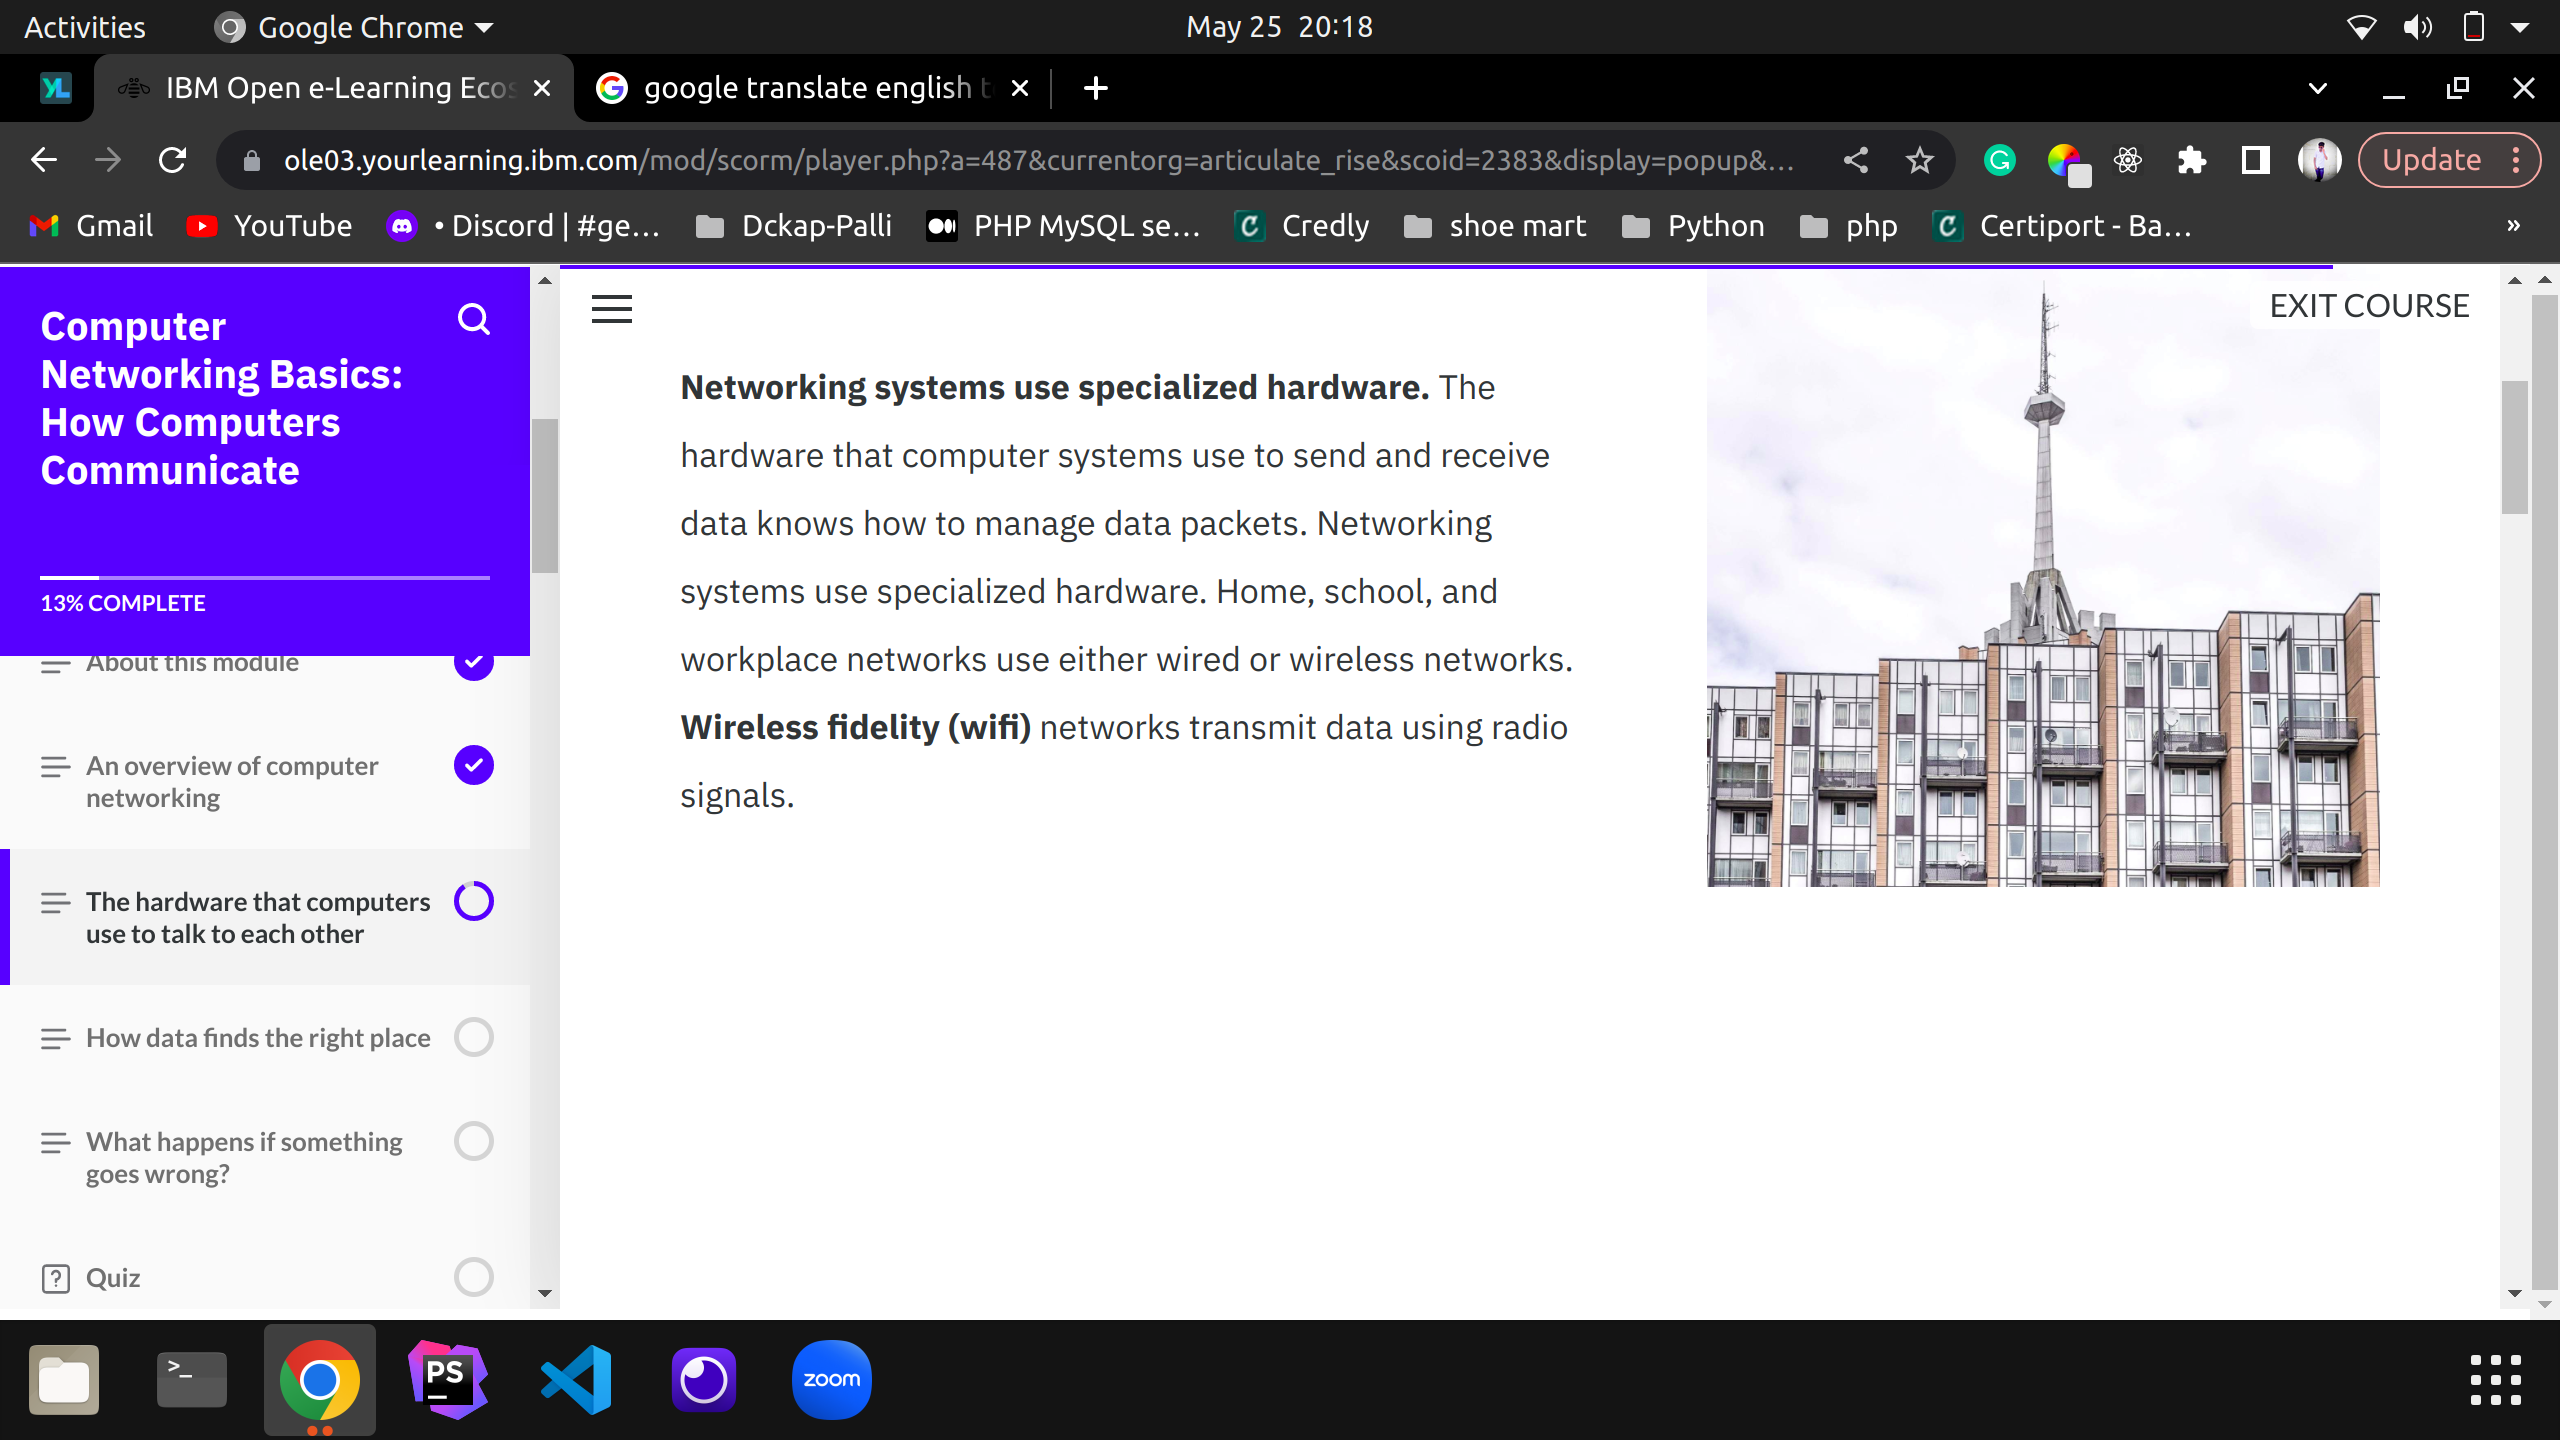 Activities
Google Chrome
May 25 20:18
YL
IBM Open e-Learning Ecos
google translate english t
ole03.yourlearning.ibm.com/mod/scorm/player.php?a=487&currentorg=articulate_rise&scoid=2383&display=popup&...
Update
Gmail
YouTube
• Discord | #ge...
Dckap-Palli
PHP MySQL se...
Credly
shoe mart
Python
php
Certiport - Ba...
»
Computer
Networking Basics:
How Computers
Communicate
13% COMPLETE
About this module
An overview of computer
networking
The hardware that computers
use to talk to each other
How data finds the right place
What happens if something
goes wrong?
Quiz
EXIT COURSE
Networking systems use specialized hardware. The
hardware that computer systems use to send and receive
data knows how to manage data packets. Networking
systems use specialized hardware. Home, school, and
workplace networks use either wired or wireless networks.
Wireless fidelity (wifi) networks transmit data using radio
signals.
>_
PS
zoom